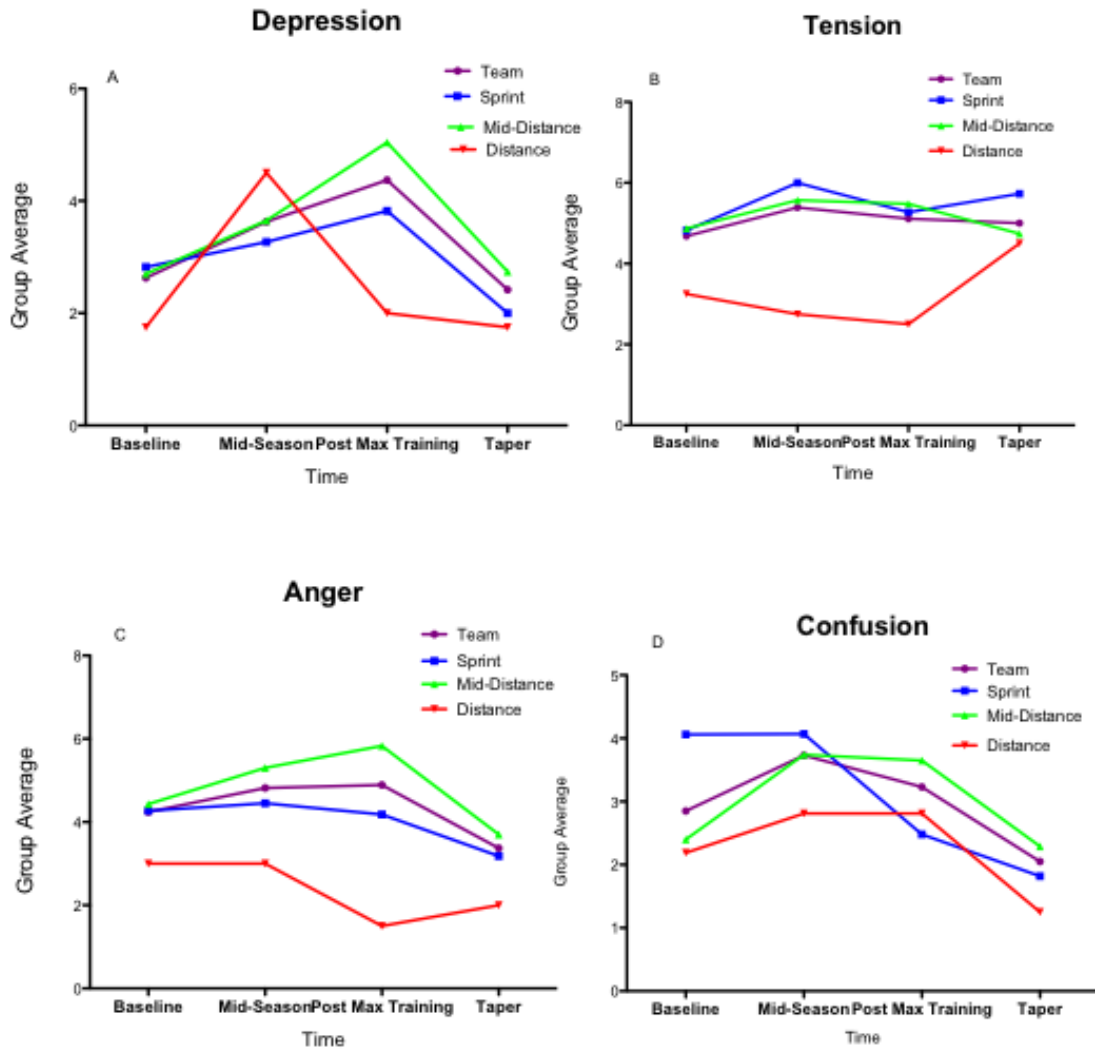 Depression
A
Team
Sprint
Mid-Distance
Distance
6
4
2
0
Group Average
Baseline
Mid-Season
Post Max Training
Taper
Time
Tension
B
Team
Sprint
Mid-Distance
Distance
8
6
4
2
0
Group Average
Baseline
Mid-Season
Post Max Training
Taper
Time
Anger
C
Team
Sprint
Mid-Distance
Distance
8
6
4
2
0
Group Average
Baseline
Mid-Season
Post Max Training
Taper
Time
Confusion
D
Team
Sprint
Mid-Distance
Distance
5
4
3
2
1
0
Group Average
Baseline
Mid-Season
Post Max Training
Taper
Time